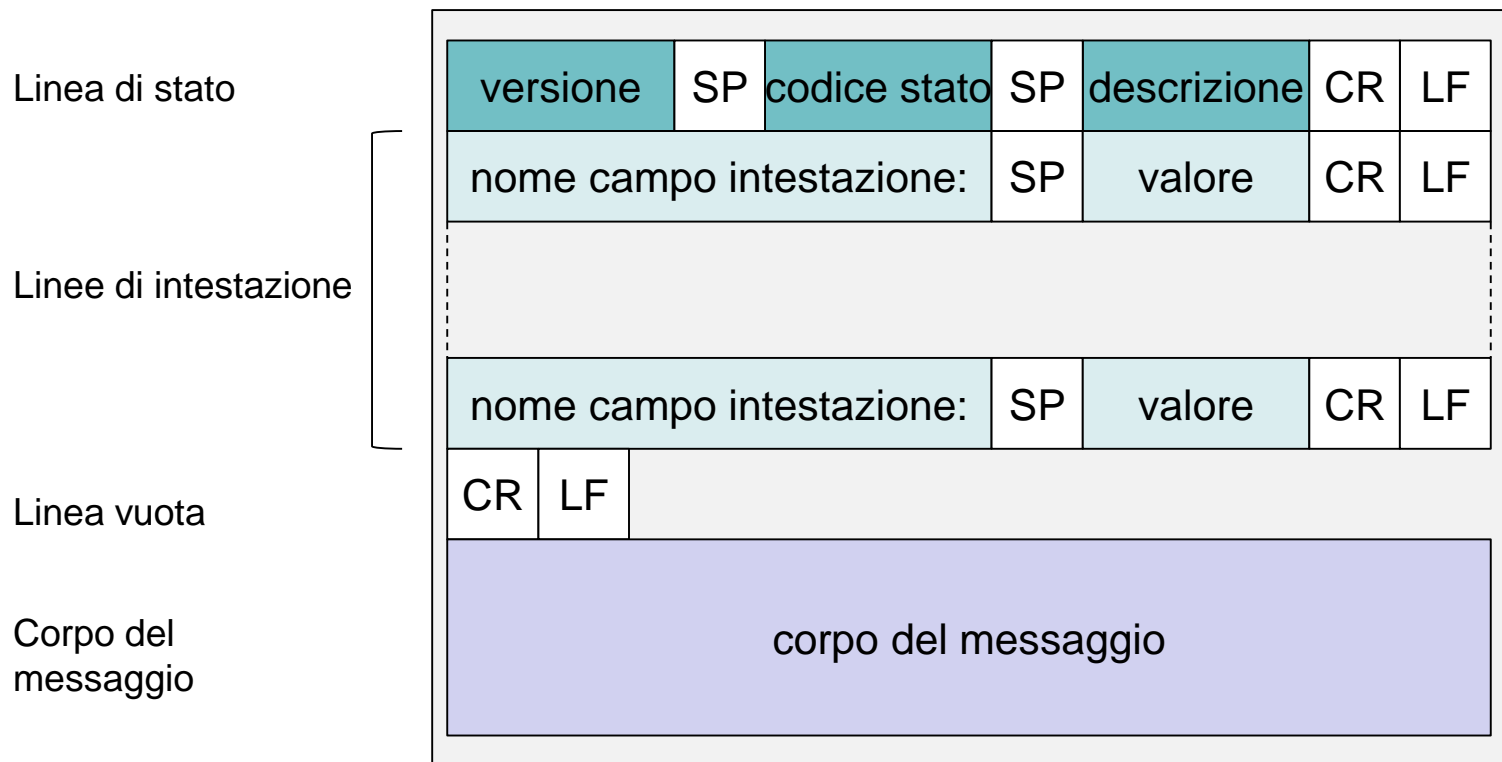 Linea di stato
versione SP codice stato SP descrizione CR LF
nome campo intestazione: SP valore CR LF
Linee di intestazione
nome campo intestazione: SP valore CR LF
Linea vuota
CR LF
Corpo del
messaggio
corpo del messaggio